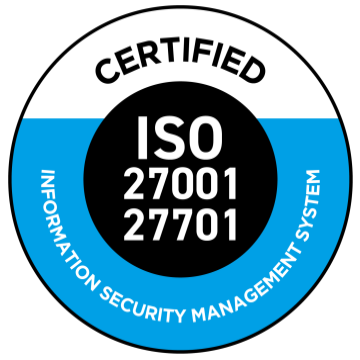 CERTIFIED
ISO
27001
27701
INFORMATION SECURITY MANAGEMENT SYSTEM